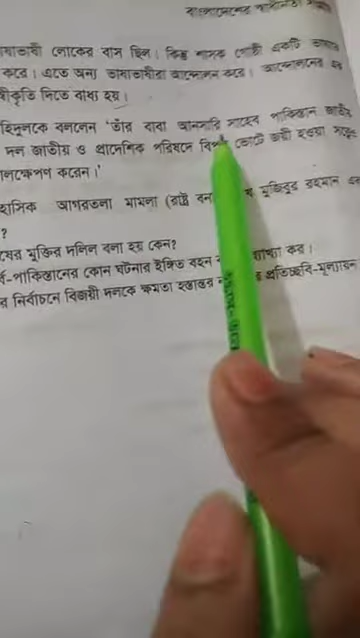 বাংলাদেশের স্বাধীনতা
ভাষাভাষী লোকের বাস ছিল। কিন্তু শাসক গোষ্ঠী একটি ভাষাকে
করে। এতে অন্য ভাষাভাষীরা আন্দোলন করে। আন্দোলনের
স্বীকৃতি দিতে বাধ্য হয়।
হিদুলকে বললেন 'তাঁর বাবা আনসারি সাহেব পাকিস্তান জাতীয়
দল জাতীয় ও প্রাদেশিক পরিষদে ভোটে জয়ী হওয়া সত্ত্বেও
লক্ষেপণ করেন।'
হাসিক আগরতলা মামলা (রাষ্ট্র বনাম মুজিবুর রহমান
?
ষের মুক্তির দলিল বলা হয় কেন?
র্ব-পাকিস্তানের কোন ঘটনার ইঙ্গিত বহন ব্যাখ্যা কর।
র নির্বাচনে বিজয়ী দলকে ক্ষমতা হস্তান্তর প্রতিচ্ছবি-মূল্যায়ন